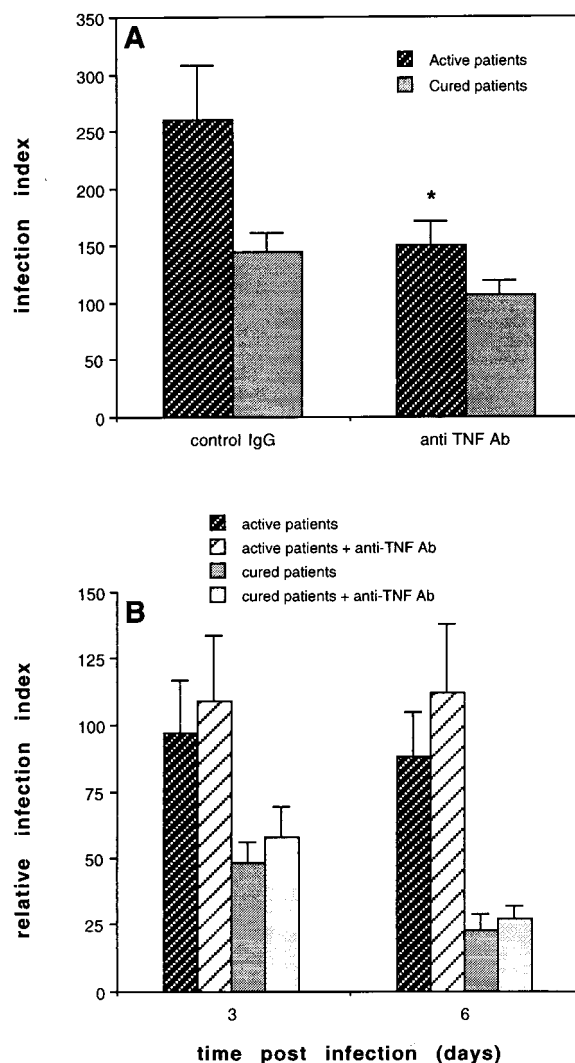 A
350
300
250
200
150
100
50
0
infection index
Active patients
Cured patients
*
control IgG
anti TNF Ab
active patients
active patients + anti-TNF Ab
cured patients
cured patients + anti-TNF Ab
B
150
125
100
75
50
25
0
relative infection index
3
6
time post infection (days)